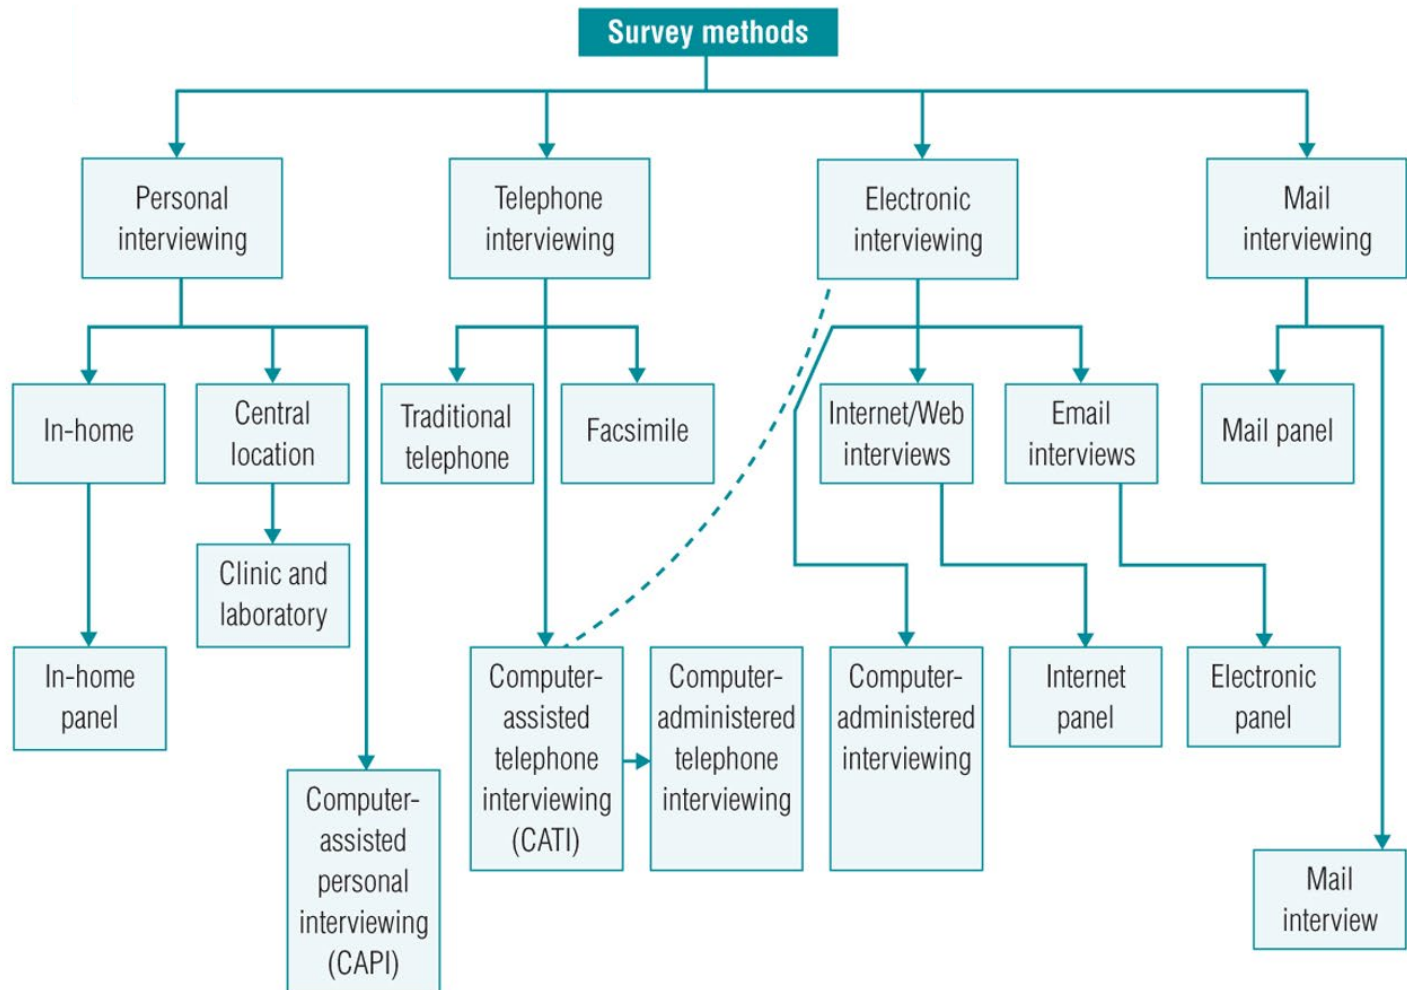 Survey methods
Personal
interviewing
Telephone
interviewing
Electronic
interviewing
Mail
interviewing
In-home
Central
location
Traditional
telephone
Facsimile
Internet/Web
interviews
Email
interviews
Mail panel
Clinic and
laboratory
In-home
panel
Computer-
assisted
telephone
interviewing
(CATI)
Computer-
administered
telephone
interviewing
Computer-
administered
interviewing
Internet
panel
Electronic
panel
Computer-
assisted
personal
interviewing
(CAPI)
Mail
interview